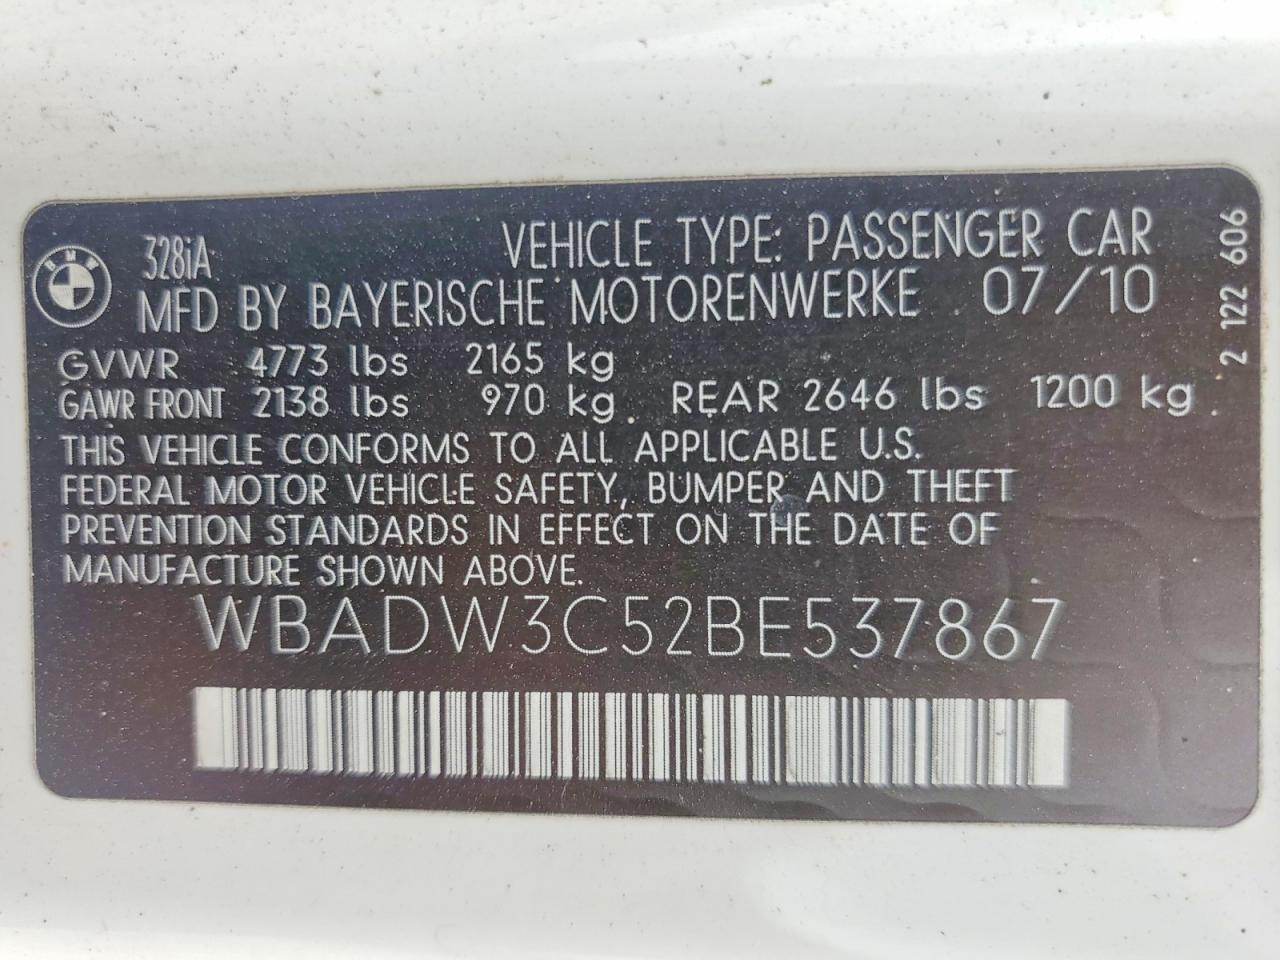 BMW
328iA
VEHICLE TYPE: PASSENGER CAR
MFD BY BAYERISCHE MOTORENWERKE 07/10
GVWR 4773 lbs 2165 kg
GAWR FRONT 2138 lbs 970 kg REAR 2646 lbs 1200 kg
THIS VEHICLE CONFORMS TO ALL APPLICABLE U.S.
FEDERAL MOTOR VEHICLE SAFETY, BUMPER AND THEFT
PREVENTION STANDARDS IN EFFECT ON THE DATE OF
MANUFACTURE SHOWN ABOVE.
WBADW3C52BE537867
2 122 606